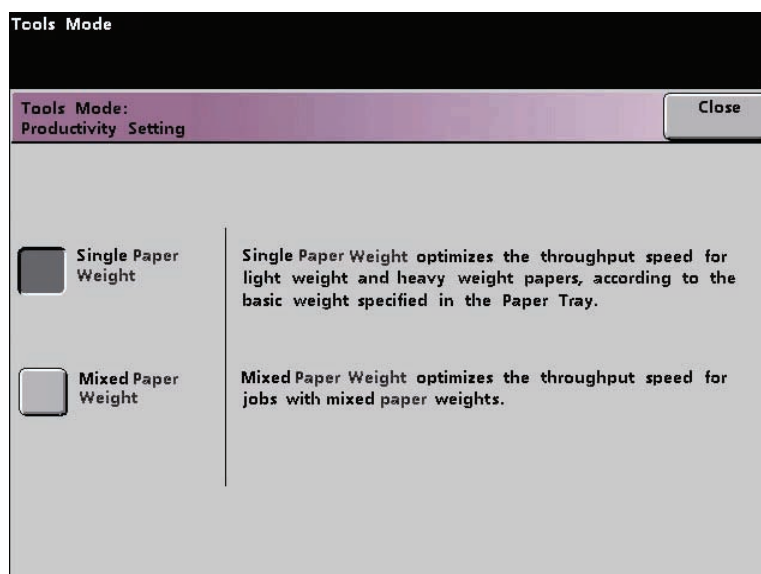 Tools Mode
Tools Mode:
Productivity Setting
Close
Single Paper
Weight
Single Paper Weight optimizes the throughput speed for
light weight and heavy weight papers, according to the
basic weight specified in the Paper Tray.
Mixed Paper
Weight
Mixed Paper Weight optimizes the throughput speed for
jobs with mixed paper weights.